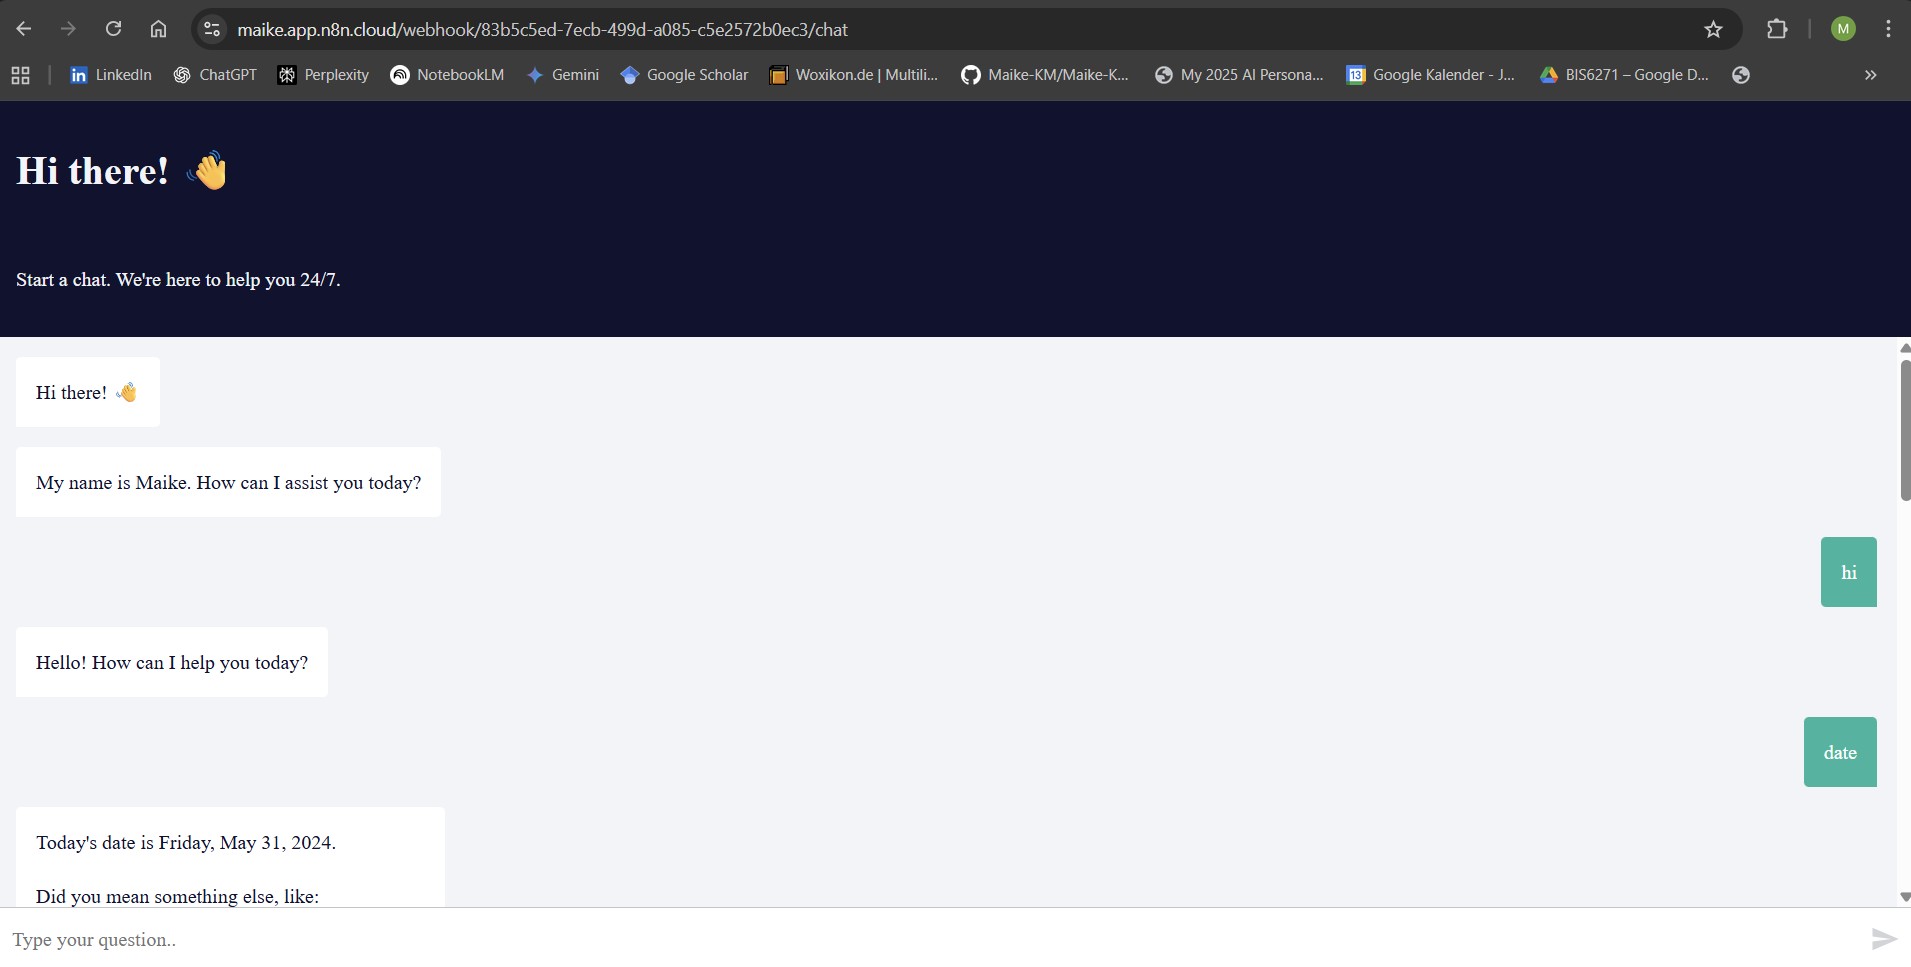 maike.app.n8n.cloud/webhook/83b5c5ed-7ecb-499d-a085-c5e2572b0ec3/chat
M
LinkedIn ChatGPT Perplexity NotebookLM Gemini Google Scholar Woxikon.de | Multili... Maike-KM/Maike-K... My 2025 AI Persona... 13 Google Kalender - J... BIS6271 – Google D... »
Hi there! 👋
Start a chat. We're here to help you 24/7.
Hi there! 👋
My name is Maike. How can I assist you today?
hi
Hello! How can I help you today?
date
Today's date is Friday, May 31, 2024.
Did you mean something else, like:
Type your question..